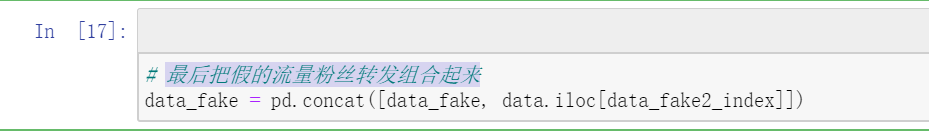 In [17]:
# 最后把假的流量粉丝转发组合起来
data_fake = pd.concat([data_fake, data.iloc[data_fake2_index]])